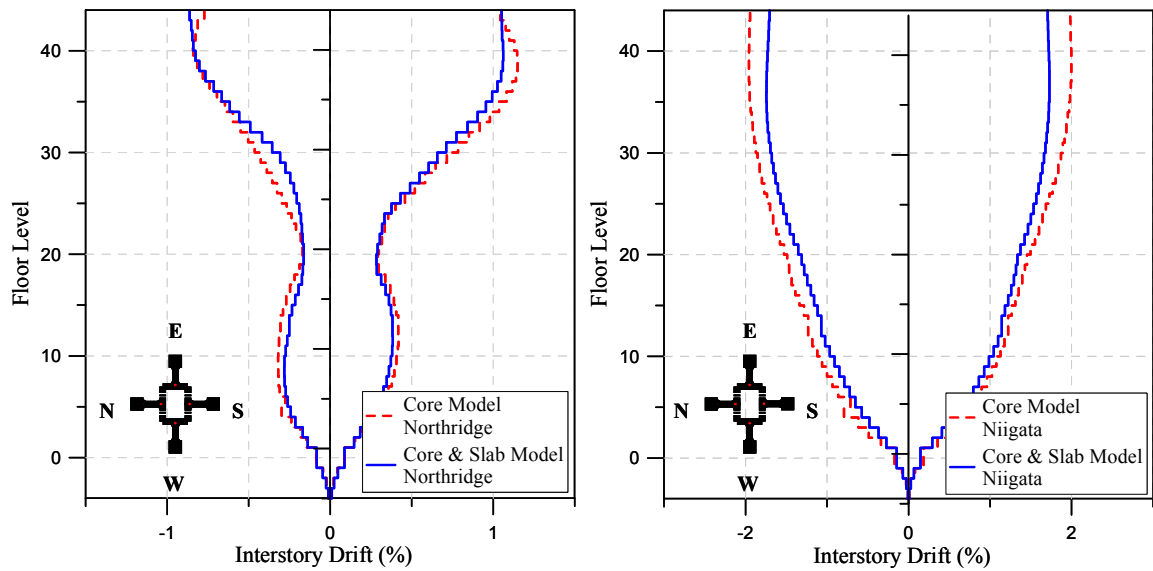 40
30
20
10
0
Floor Level
E
N
S
W
Core Model
Northridge
Core & Slab Model
Northridge
-1
0
1
Interstory Drift (%)
40
30
20
10
0
Floor Level
E
N
S
W
Core Model
Niigata
Core & Slab Model
Niigata
-2
0
2
Interstory Drift (%)